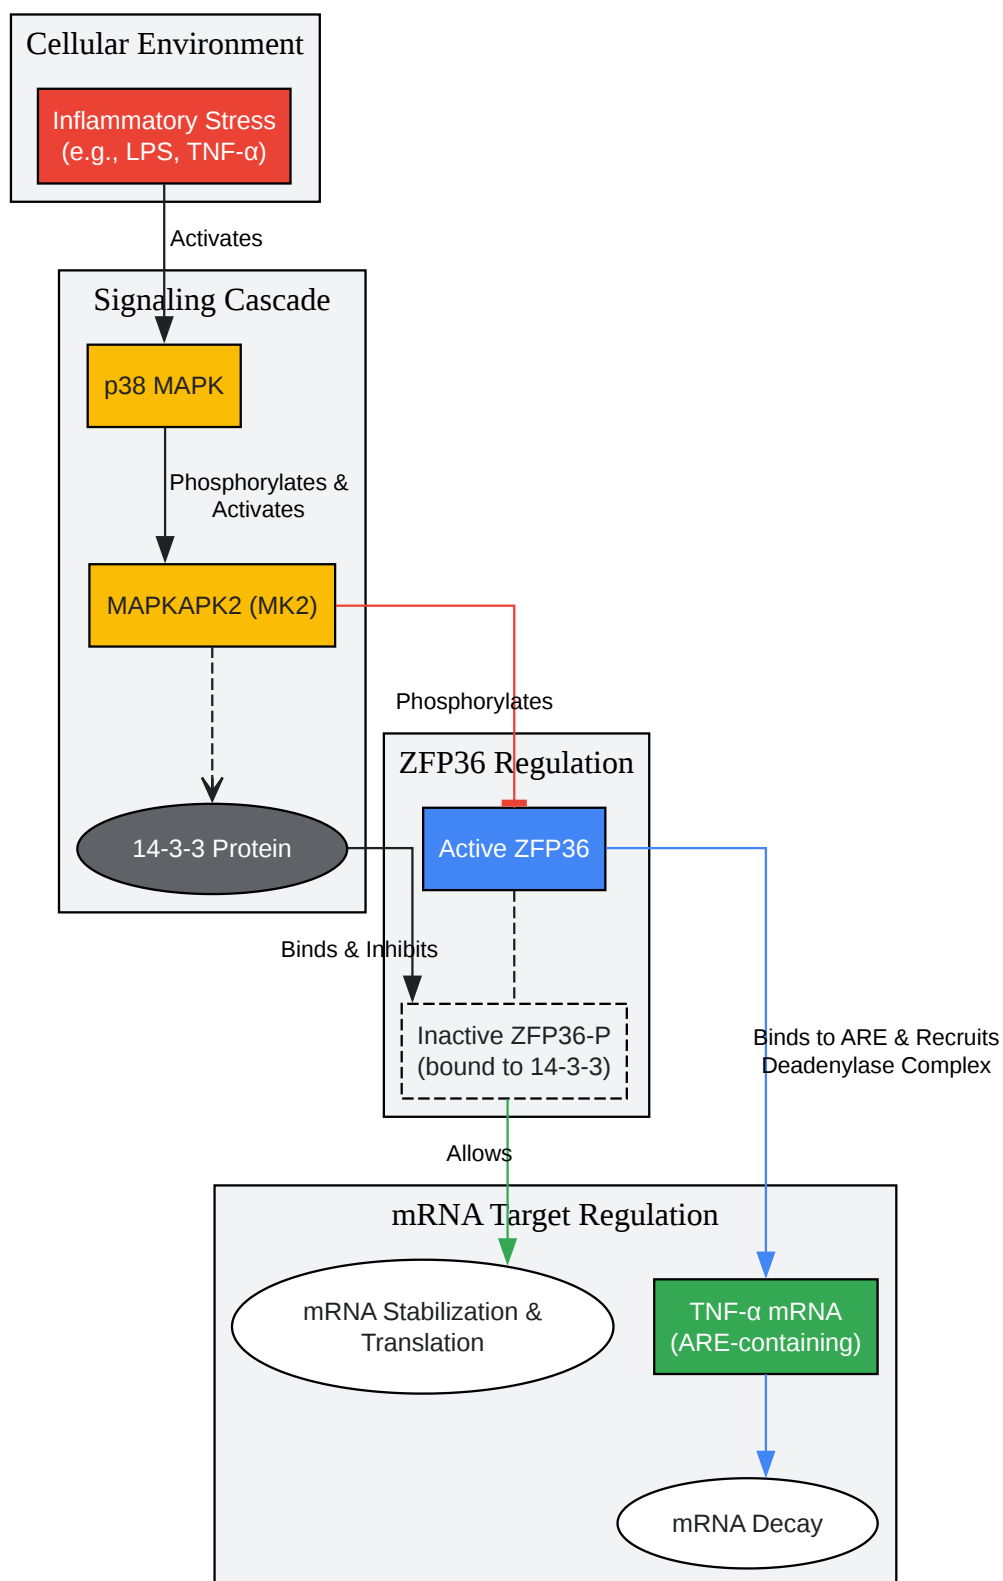 Cellular Environment
Inflammatory Stress
(e.g., LPS, TNF-α)
Activates
Signaling Cascade
p38 MAPK
Phosphorylates &
Activates
MAPKAPK2 (MK2)
Phosphorylates
ZFP36 Regulation
14-3-3 Protein
Active ZFP36
Binds & Inhibits
Inactive ZFP36-P
(bound to 14-3-3)
Binds to ARE & Recruits
Deadenylase Complex
Allows
mRNA Target Regulation
mRNA Stabilization &
Translation
TNF-α mRNA
(ARE-containing)
mRNA Decay